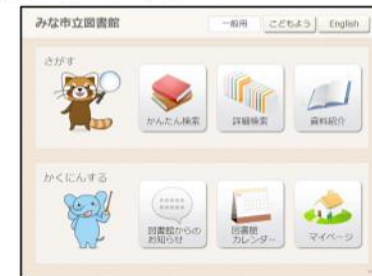 みな市立図書館
一般用 こどもよう English
さがす
かんたん検索
詳細検索
資料紹介
かくにんする
図書館からの
お知らせ
図書館
カレンダー
マイページ